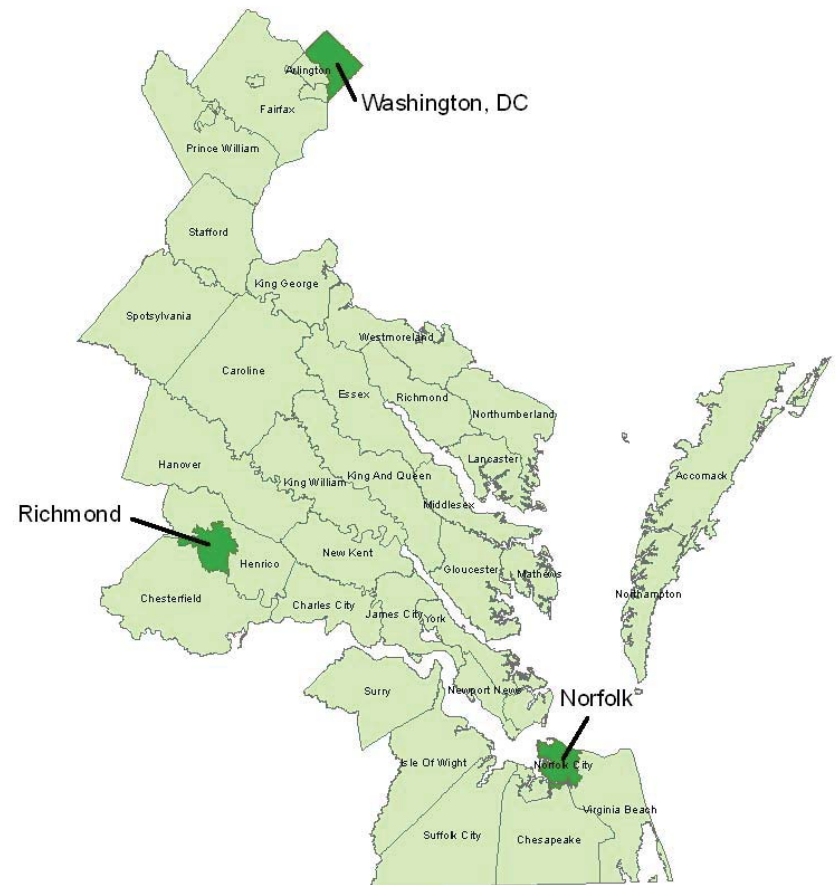 Arlington
Washington, DC
Fairfax
Prince William
Stafford
King George
Spotsylvania
Westmoreland
Caroline
Essex
Richmond
Northumberland
Hanover
Lancaster
King William
King And Queen
Accomack
Middlesex
Richmond
New Kent
Henrico
Gloucester
Mathews
Chesterfield
Northampton
Charles City
James City
York
Surry
Newport News
Norfolk
Isle Of Wight
Norfolk City
Virginia Beach
Suffolk City
Chesapeake